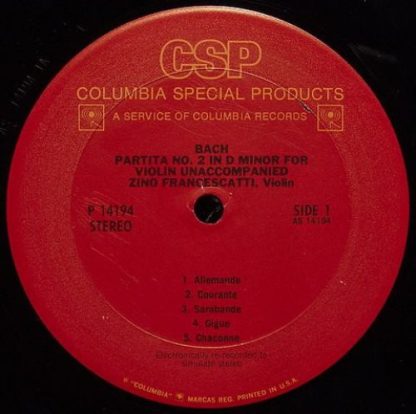 CSP
COLUMBIA SPECIAL PRODUCTS
A SERVICE OF COLUMBIA RECORDS
BACH
PARTITA NO. 2 IN D MINOR FOR
VIOLIN UNACCOMPANIED
ZINO FRANCESCATTI, Violin
P 14194
STEREO
SIDE 1
AS 14194
1. Allemande
2. Courante
3. Sarabande
4. Gigue
5. Chaconne
Electronically re-recorded to
simulate stereo
"COLUMBIA" MARCAS REG. PRINTED IN U.S.A.